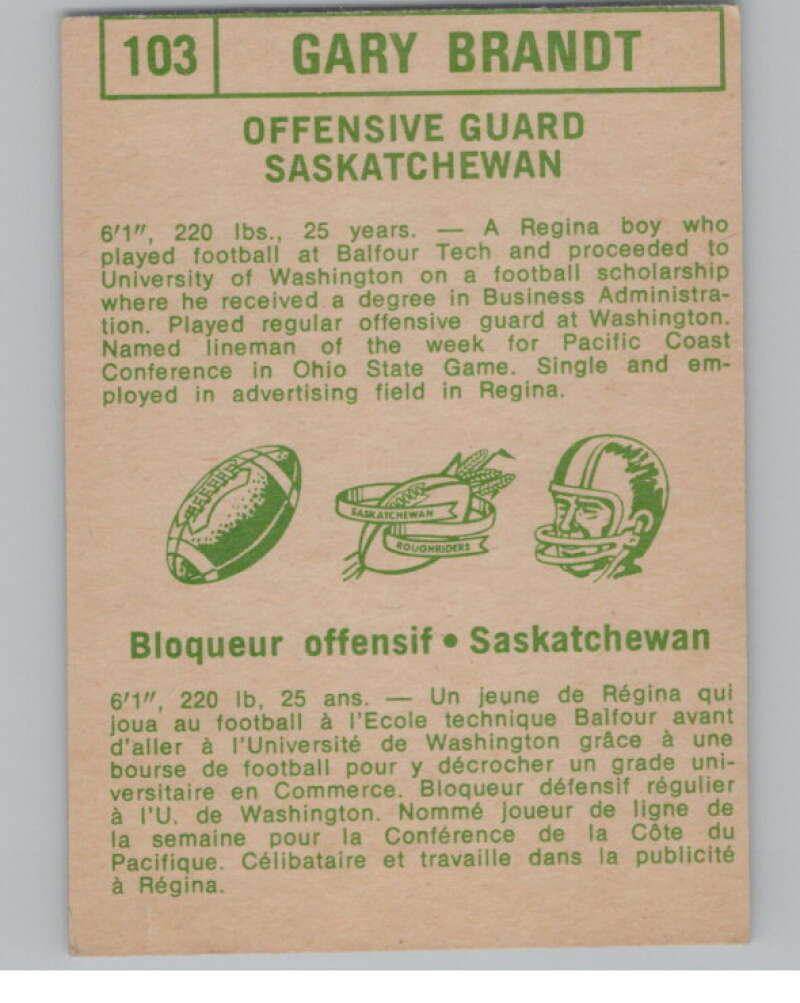 103 GARY BRANDT
OFFENSIVE GUARD
SASKATCHEWAN
6'1", 220 lbs., 25 years. — A Regina boy who
played football at Balfour Tech and proceeded to
University of Washington on a football scholarship
where he received a degree in Business Administra-
tion. Played regular offensive guard at Washington.
Named lineman of the week for Pacific Coast
Conference in Ohio State Game. Single and em-
ployed in advertising field in Regina.
SASKATCHEWAN
ROUGHRIDERS
Bloqueur offensif • Saskatchewan
6'1", 220 lb, 25 ans. — Un jeune de Régina qui
joua au football à l'Ecole technique Balfour avant
d'aller à l'Université de Washington grâce à une
bourse de football pour y décrocher un grade uni-
versitaire en Commerce. Bloqueur défensif régulier
à l'U. de Washington. Nommé joueur de ligne de
la semaine pour la Conférence de la Côte du
Pacifique. Célibataire et travaille dans la publicité
à Régina.